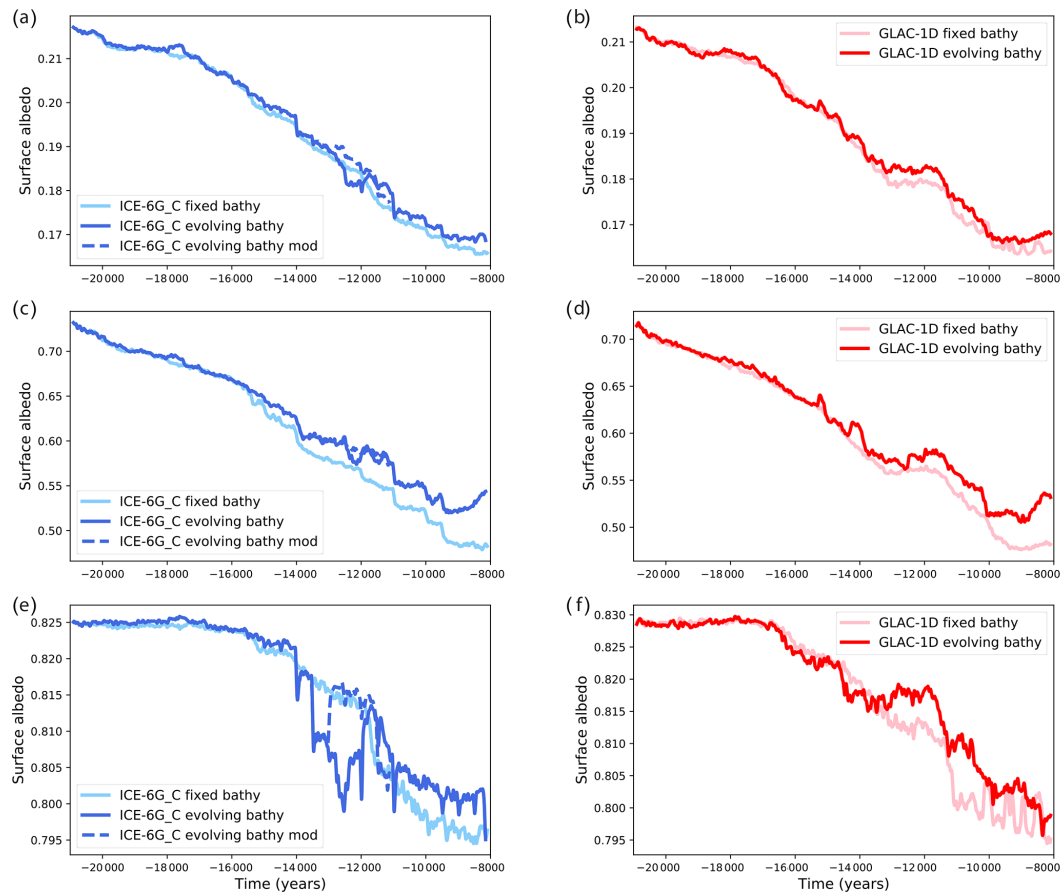 (a)
Surface albedo
0.21
0.20
0.19
0.18
0.17
ICE-6G_C fixed bathy
ICE-6G_C evolving bathy
ICE-6G_C evolving bathy mod
−20000 −18000 −16000 −14000 −12000 −10000 −8000
(b)
Surface albedo
0.21
0.20
0.19
0.18
0.17
GLAC-1D fixed bathy
GLAC-1D evolving bathy
−20000 −18000 −16000 −14000 −12000 −10000 −8000
(c)
Surface albedo
0.70
0.65
0.60
0.55
0.50
ICE-6G_C fixed bathy
ICE-6G_C evolving bathy
ICE-6G_C evolving bathy mod
−20000 −18000 −16000 −14000 −12000 −10000 −8000
(d)
Surface albedo
0.70
0.65
0.60
0.55
0.50
GLAC-1D fixed bathy
GLAC-1D evolving bathy
−20000 −18000 −16000 −14000 −12000 −10000 −8000
(e)
Surface albedo
0.825
0.820
0.815
0.810
0.805
0.800
0.795
ICE-6G_C fixed bathy
ICE-6G_C evolving bathy
ICE-6G_C evolving bathy mod
−20000 −18000 −16000 −14000 −12000 −10000 −8000
Time (years)
(f)
Surface albedo
0.830
0.825
0.820
0.815
0.810
0.805
0.800
0.795
GLAC-1D fixed bathy
GLAC-1D evolving bathy
−20000 −18000 −16000 −14000 −12000 −10000 −8000
Time (years)